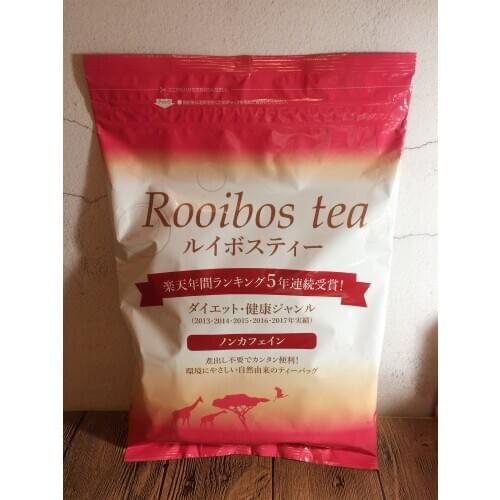 Rooibos tea
ルイボスティー
楽天年間ランキング5年連続受賞!
ダイエット・健康ジャンル
(2013・2014・2015・2016・2017年実績)
ノンカフェイン
煮出し不要でカンタン便利!
環境にやさしい自然由来のティーバッグ